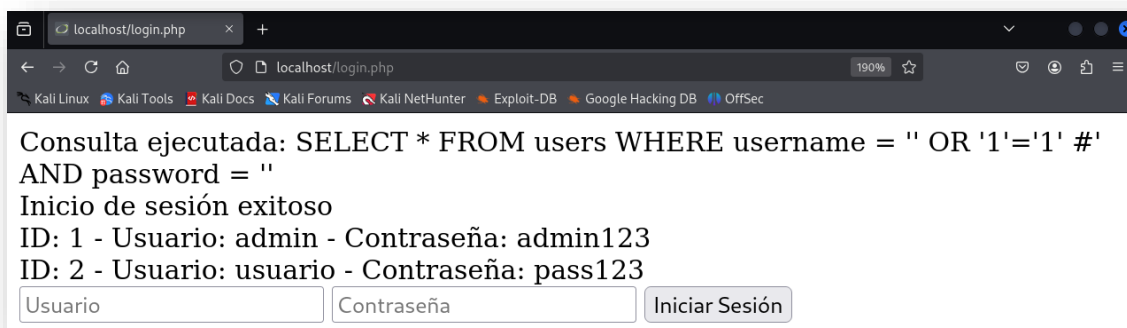 localhost/login.php
localhost/login.php 190%
Kali Linux Kali Tools Kali Docs Kali Forums Kali NetHunter Exploit-DB Google Hacking DB OffSec
Consulta ejecutada: SELECT * FROM users WHERE username = '' OR '1'='1' #'
AND password = ''
Inicio de sesión exitoso
ID: 1 - Usuario: admin - Contraseña: admin123
ID: 2 - Usuario: usuario - Contraseña: pass123
Usuario Contraseña Iniciar Sesión